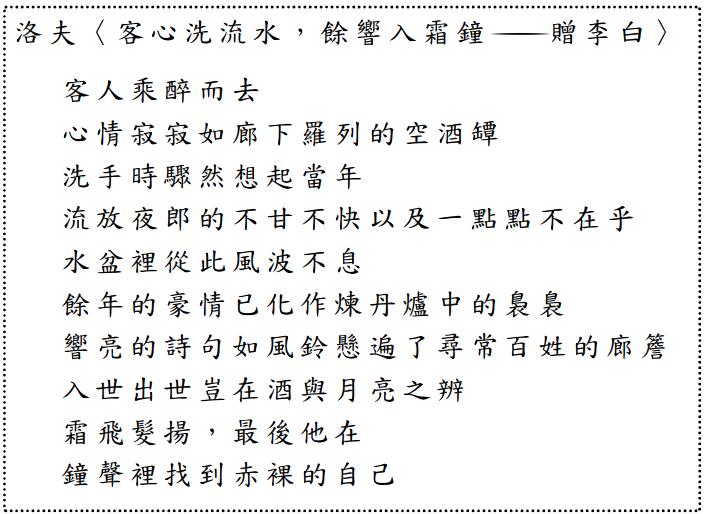 洛夫〈客心洗流水，餘響入霜鐘——贈李白〉
客人乘醉而去
心情寂寂如廊下羅列的空酒罈
洗手時驟然想起當年
流放夜郎的不甘不快以及一點點不在乎
水盆裡從此風波不息
餘年的豪情已化作煉丹爐中的裊裊
響亮的詩句如風鈴懸遍了尋常百姓的廊簷
入世出世豈在酒與月亮之辨
霜飛髮揚，最後他在
鐘聲裡找到赤裸的自己